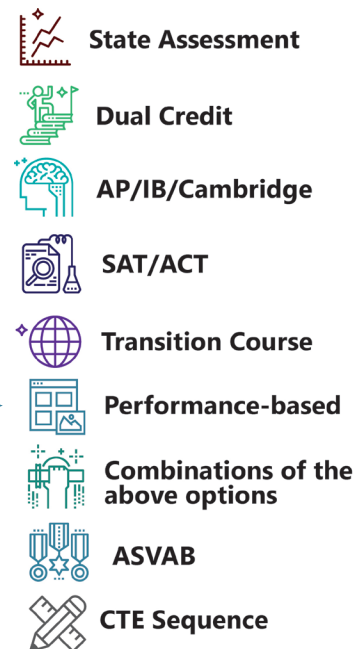 State Assessment
Dual Credit
AP/IB/Cambridge
SAT/ACT
Transition Course
Performance-based
Combinations of the
above options
ASVAB
CTE Sequence